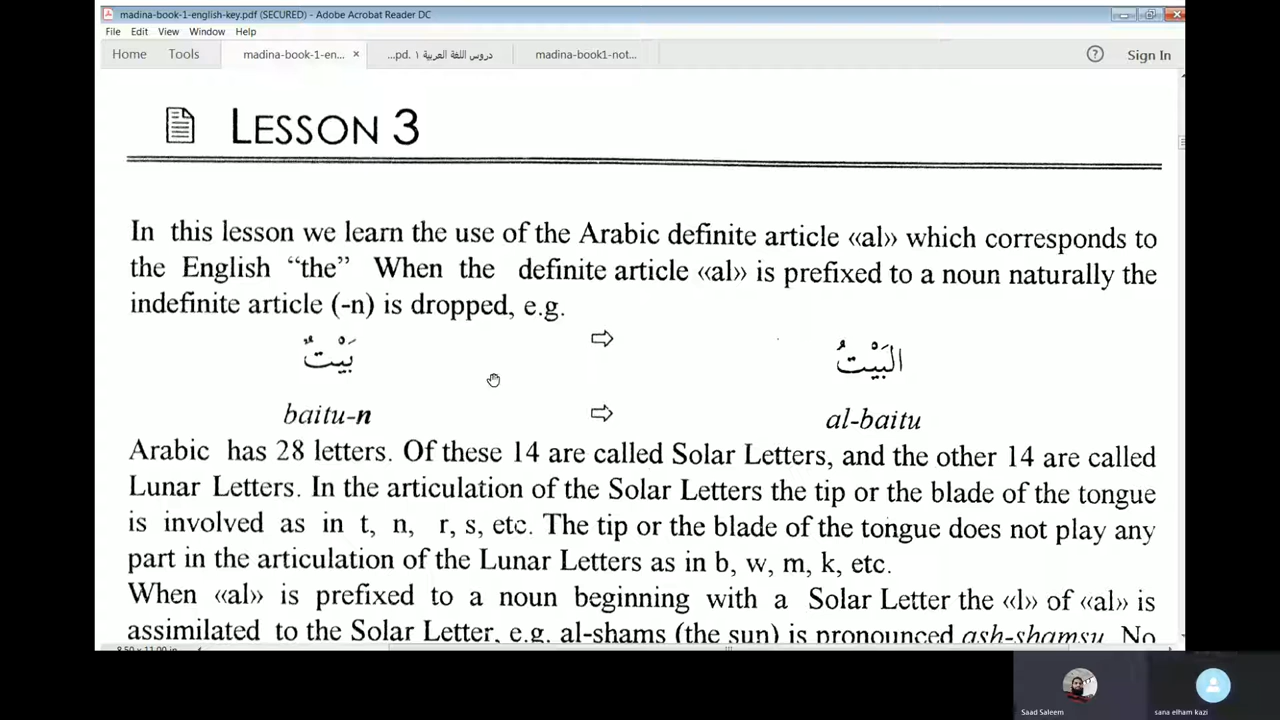 madina-book-1-english-key.pdf (SECURED) - Adobe Acrobat Reader DC
File Edit View Window Help
Home Tools madina-book-1-en... × ...pd. ١ دروس اللغة العربية madina-book1-not... Sign In
LESSON 3
In this lesson we learn the use of the Arabic definite article «al» which corresponds to
the English “the” When the definite article «al» is prefixed to a noun naturally the
indefinite article (-n) is dropped, e.g.
بَيْتٌ ⇨ البَيْتُ
baitu-n ⇨ al-baitu
Arabic has 28 letters. Of these 14 are called Solar Letters, and the other 14 are called
Lunar Letters. In the articulation of the Solar Letters the tip or the blade of the tongue
is involved as in t, n, r, s, etc. The tip or the blade of the tongue does not play any
part in the articulation of the Lunar Letters as in b, w, m, k, etc.
When «al» is prefixed to a noun beginning with a Solar Letter the «l» of «al» is
assimilated to the Solar Letter, e.g. al-shams (the sun) is pronounced ash-shamsu. No
8.50 x 11.00 in
Saad Saleem
sana elham kazi